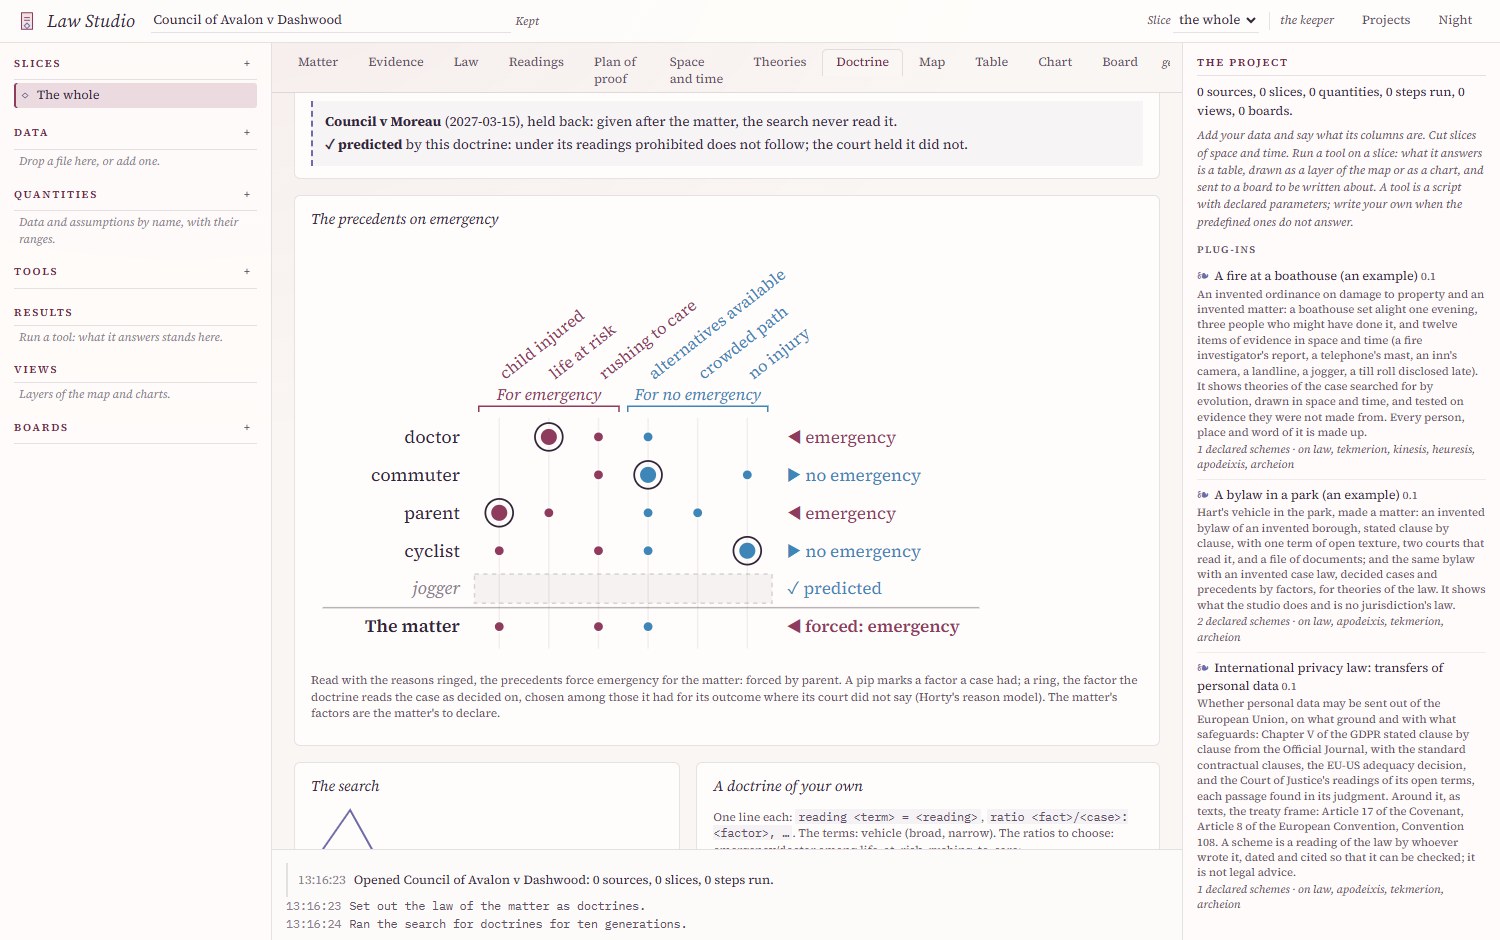 Law Studio
Council of Avalon v Dashwood
Kept
Slice the whole
the keeper
Projects
Night
SLICES +
The whole
DATA +
Drop a file here, or add one.
QUANTITIES +
Data and assumptions by name, with their
ranges.
TOOLS +
RESULTS
Run a tool: what it answers stands here.
VIEWS
Layers of the map and charts.
BOARDS +
Matter
Evidence
Law
Readings
Plan of
proof
Space
and time
Theories
Doctrine
Map
Table
Chart
Board
Council v Moreau (2027-03-15), held back: given after the matter, the search never read it.
✓ predicted by this doctrine: under its readings prohibited does not follow; the court held it did not.
The precedents on emergency
child injured
life at risk
rushing to care
alternatives available
crowded path
no injury
For emergency
For no emergency
doctor ◀ emergency
commuter ▶ no emergency
parent ◀ emergency
cyclist ▶ no emergency
jogger ✓ predicted
The matter ◀ forced: emergency
Read with the reasons ringed, the precedents force emergency for the matter: forced by parent. A pip marks a factor a case had; a ring, the factor the
doctrine reads the case as decided on, chosen among those it had for its outcome where its court did not say (Horty's reason model). The matter's
factors are the matter's to declare.
The search
A doctrine of your own
One line each: reading <term> = <reading>, ratio <fact>/<case>:
<factor>, …. The terms: vehicle (broad, narrow). The ratios to choose:
13:16:23 Opened Council of Avalon v Dashwood: 0 sources, 0 slices, 0 steps run.
13:16:23 Set out the law of the matter as doctrines.
13:16:24 Ran the search for doctrines for ten generations.
THE PROJECT
0 sources, 0 slices, 0 quantities, 0 steps run, 0
views, 0 boards.
Add your data and say what its columns are. Cut slices
of space and time. Run a tool on a slice: what it answers
is a table, drawn as a layer of the map or as a chart, and
sent to a board to be written about. A tool is a script
with declared parameters; write your own when the
predefined ones do not answer.
PLUG-INS
A fire at a boathouse (an example) 0.1
An invented ordinance on damage to property and an
invented matter: a boathouse set alight one evening,
three people who might have done it, and twelve
items of evidence in space and time (a fire
investigator's report, a telephone's mast, an inn's
camera, a landline, a jogger, a till roll disclosed late).
It shows theories of the case searched for by
evolution, drawn in space and time, and tested on
evidence they were not made from. Every person,
place and word of it is made up.
1 declared schemes · on law, tekmerion, kinesis, heuresis,
apodeixis, archeion
A bylaw in a park (an example) 0.1
Hart's vehicle in the park, made a matter: an invented
bylaw of an invented borough, stated clause by
clause, with one term of open texture, two courts that
read it, and a file of documents; and the same bylaw
with an invented case law, decided cases and
precedents by factors, for theories of the law. It shows
what the studio does and is no jurisdiction's law.
2 declared schemes · on law, apodeixis, tekmerion,
archeion
International privacy law: transfers of
personal data 0.1
Whether personal data may be sent out of the
European Union, on what ground and with what
safeguards: Chapter V of the GDPR stated clause by
clause from the Official Journal, with the standard
contractual clauses, the EU-US adequacy decision,
and the Court of Justice's readings of its open terms,
each passage found in its judgment. Around it, as
texts, the treaty frame: Article 17 of the Covenant,
Article 8 of the European Convention, Convention
108. A scheme is a reading of the law by whoever
wrote it, dated and cited so that it can be checked; it
is not legal advice.
1 declared schemes · on law, apodeixis, tekmerion,
archeion